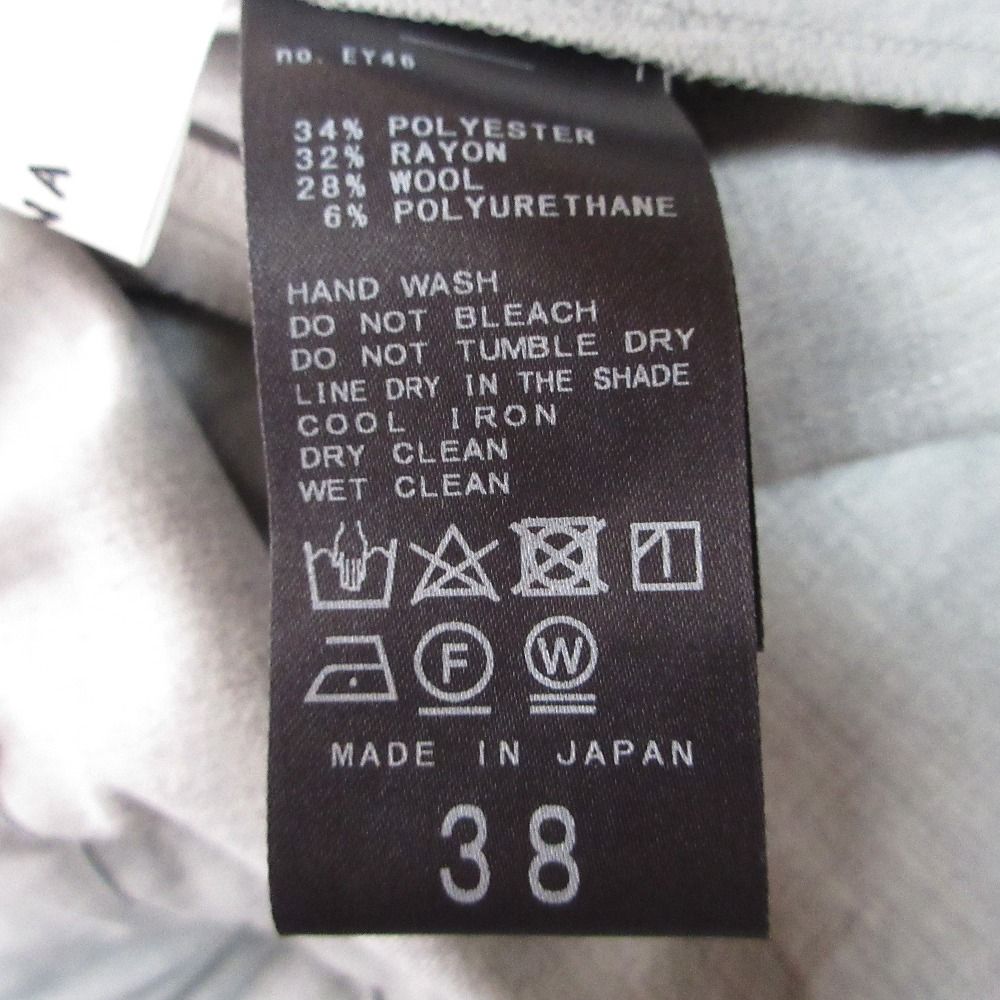 no. EY46
34% POLYESTER
32% RAYON
28% WOOL
6% POLYURETHANE
HAND WASH
DO NOT BLEACH
DO NOT TUMBLE DRY
LINE DRY IN THE SHADE
COOL IRON
DRY CLEAN
WET CLEAN
F W
MADE IN JAPAN
38